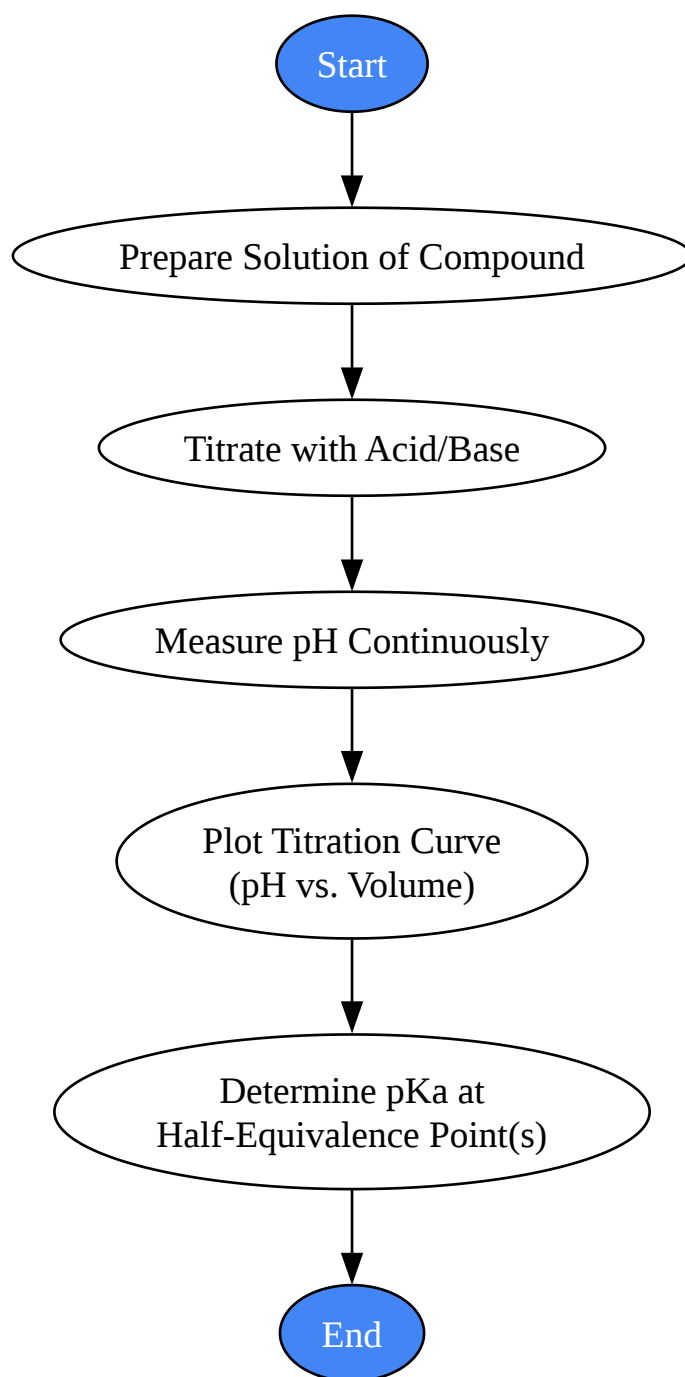 Start
Prepare Solution of Compound
Titrate with Acid/Base
Measure pH Continuously
Plot Titration Curve
(pH vs. Volume)
Determine pKa at
Half-Equivalence Point(s)
End